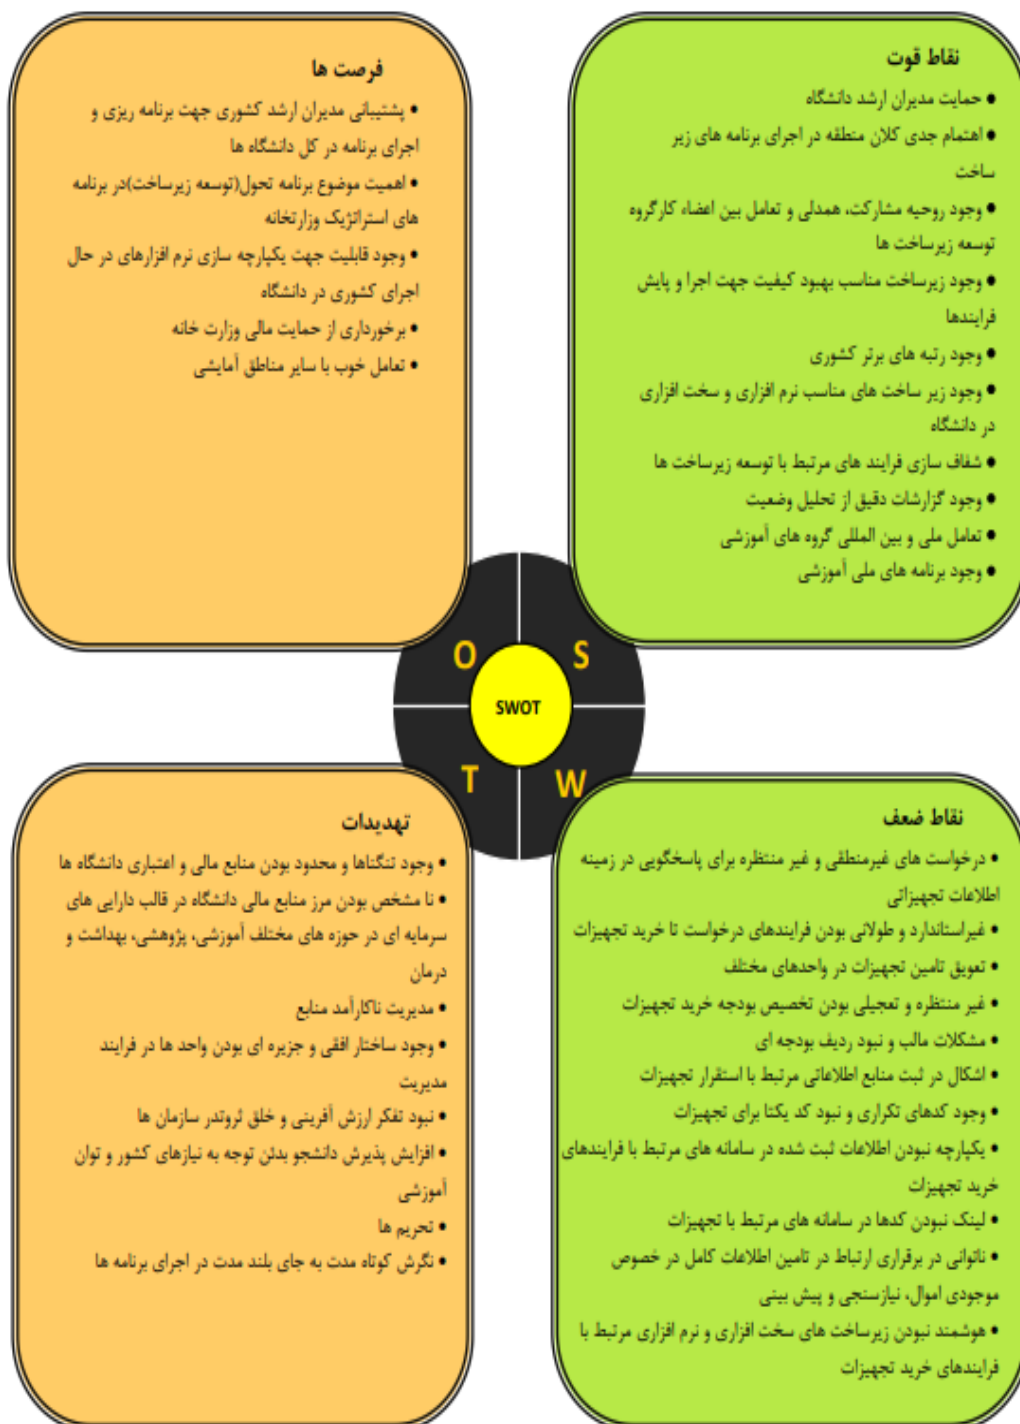 نقاط قوت
● حمایت مدیران ارشد دانشگاه
● اهتمام جدی کلان منطقه در اجرای برنامه های زیر
ساخت
● وجود روحیه مشارکت، همدلی و تعامل بین اعضاء کارگروه
توسعه زیرساخت ها
● وجود زیرساخت مناسب بهبود کیفیت جهت اجرا و پایش
فرایندها
● وجود رتبه های برتر کشوری
● وجود زیر ساخت های مناسب نرم افزاری و سخت افزاری
در دانشگاه
● شفاف سازی فرایند های مرتبط با توسعه زیرساخت ها
● وجود گزارشات دقیق از تحلیل وضعیت
● تعامل ملی و بین المللی گروه های آموزشی
● وجود برنامه های ملی آموزشی
فرصت ها
● پشتیبانی مدیران ارشد کشوری جهت برنامه ریزی و
اجرای برنامه در کل دانشگاه ها
● اهمیت موضوع برنامه تحول(توسعه زیرساخت)در برنامه
های استراتژیک وزارتخانه
● وجود قابلیت جهت یکپارچه سازی نرم افزارهای در حال
اجرای کشوری در دانشگاه
● برخورداری از حمایت مالی وزارت خانه
● تعامل خوب با سایر مناطق آمایشی
O
S
SWOT
T
W
نقاط ضعف
● درخواست های غیرمنطقی و غیر منتظره برای پاسخگویی در زمینه
اطلاعات تجهیزاتی
● غیراستاندارد و طولانی بودن فرایندهای درخواست تا خرید تجهیزات
● تعویق تامین تجهیزات در واحدهای مختلف
● غیر منتظره و تعجیلی بودن تخصیص بودجه خرید تجهیزات
● مشکلات مالب و نبود ردیف بودجه ای
● اشکال در ثبت منابع اطلاعاتی مرتبط با استقرار تجهیزات
● وجود کدهای تکراری و نبود کد یکتا برای تجهیزات
● یکپارچه نبودن اطلاعات ثبت شده در سامانه های مرتبط با فرایندهای
خرید تجهیزات
● لینک نبودن کدها در سامانه های مرتبط با تجهیزات
● ناتوانی در برقراری ارتباط در تامین اطلاعات کامل در خصوص
موجودی اموال، نیازسنجی و پیش بینی
● هوشمند نبودن زیرساخت های سخت افزاری و نرم افزاری مرتبط با
فرایندهای خرید تجهیزات
تهدیدات
● وجود تنگناها و محدود بودن منابع مالی و اعتباری دانشگاه ها
● نا مشخص بودن مرز منابع مالی دانشگاه در قالب دارایی های
سرمایه ای در حوزه های مختلف آموزشی، پژوهشی، بهداشت و
درمان
● مدیریت ناکارآمد منابع
● وجود ساختار افقی و جزیره ای بودن واحد ها در فرایند
مدیریت
● نبود تفکر ارزش آفرینی و خلق ثروتدر سازمان ها
● افزایش پذیرش دانشجو بدئن توجه به نیازهای کشور و توان
آموزشی
● تحریم ها
● نگرش کوتاه مدت به جای بلند مدت در اجرای برنامه ها